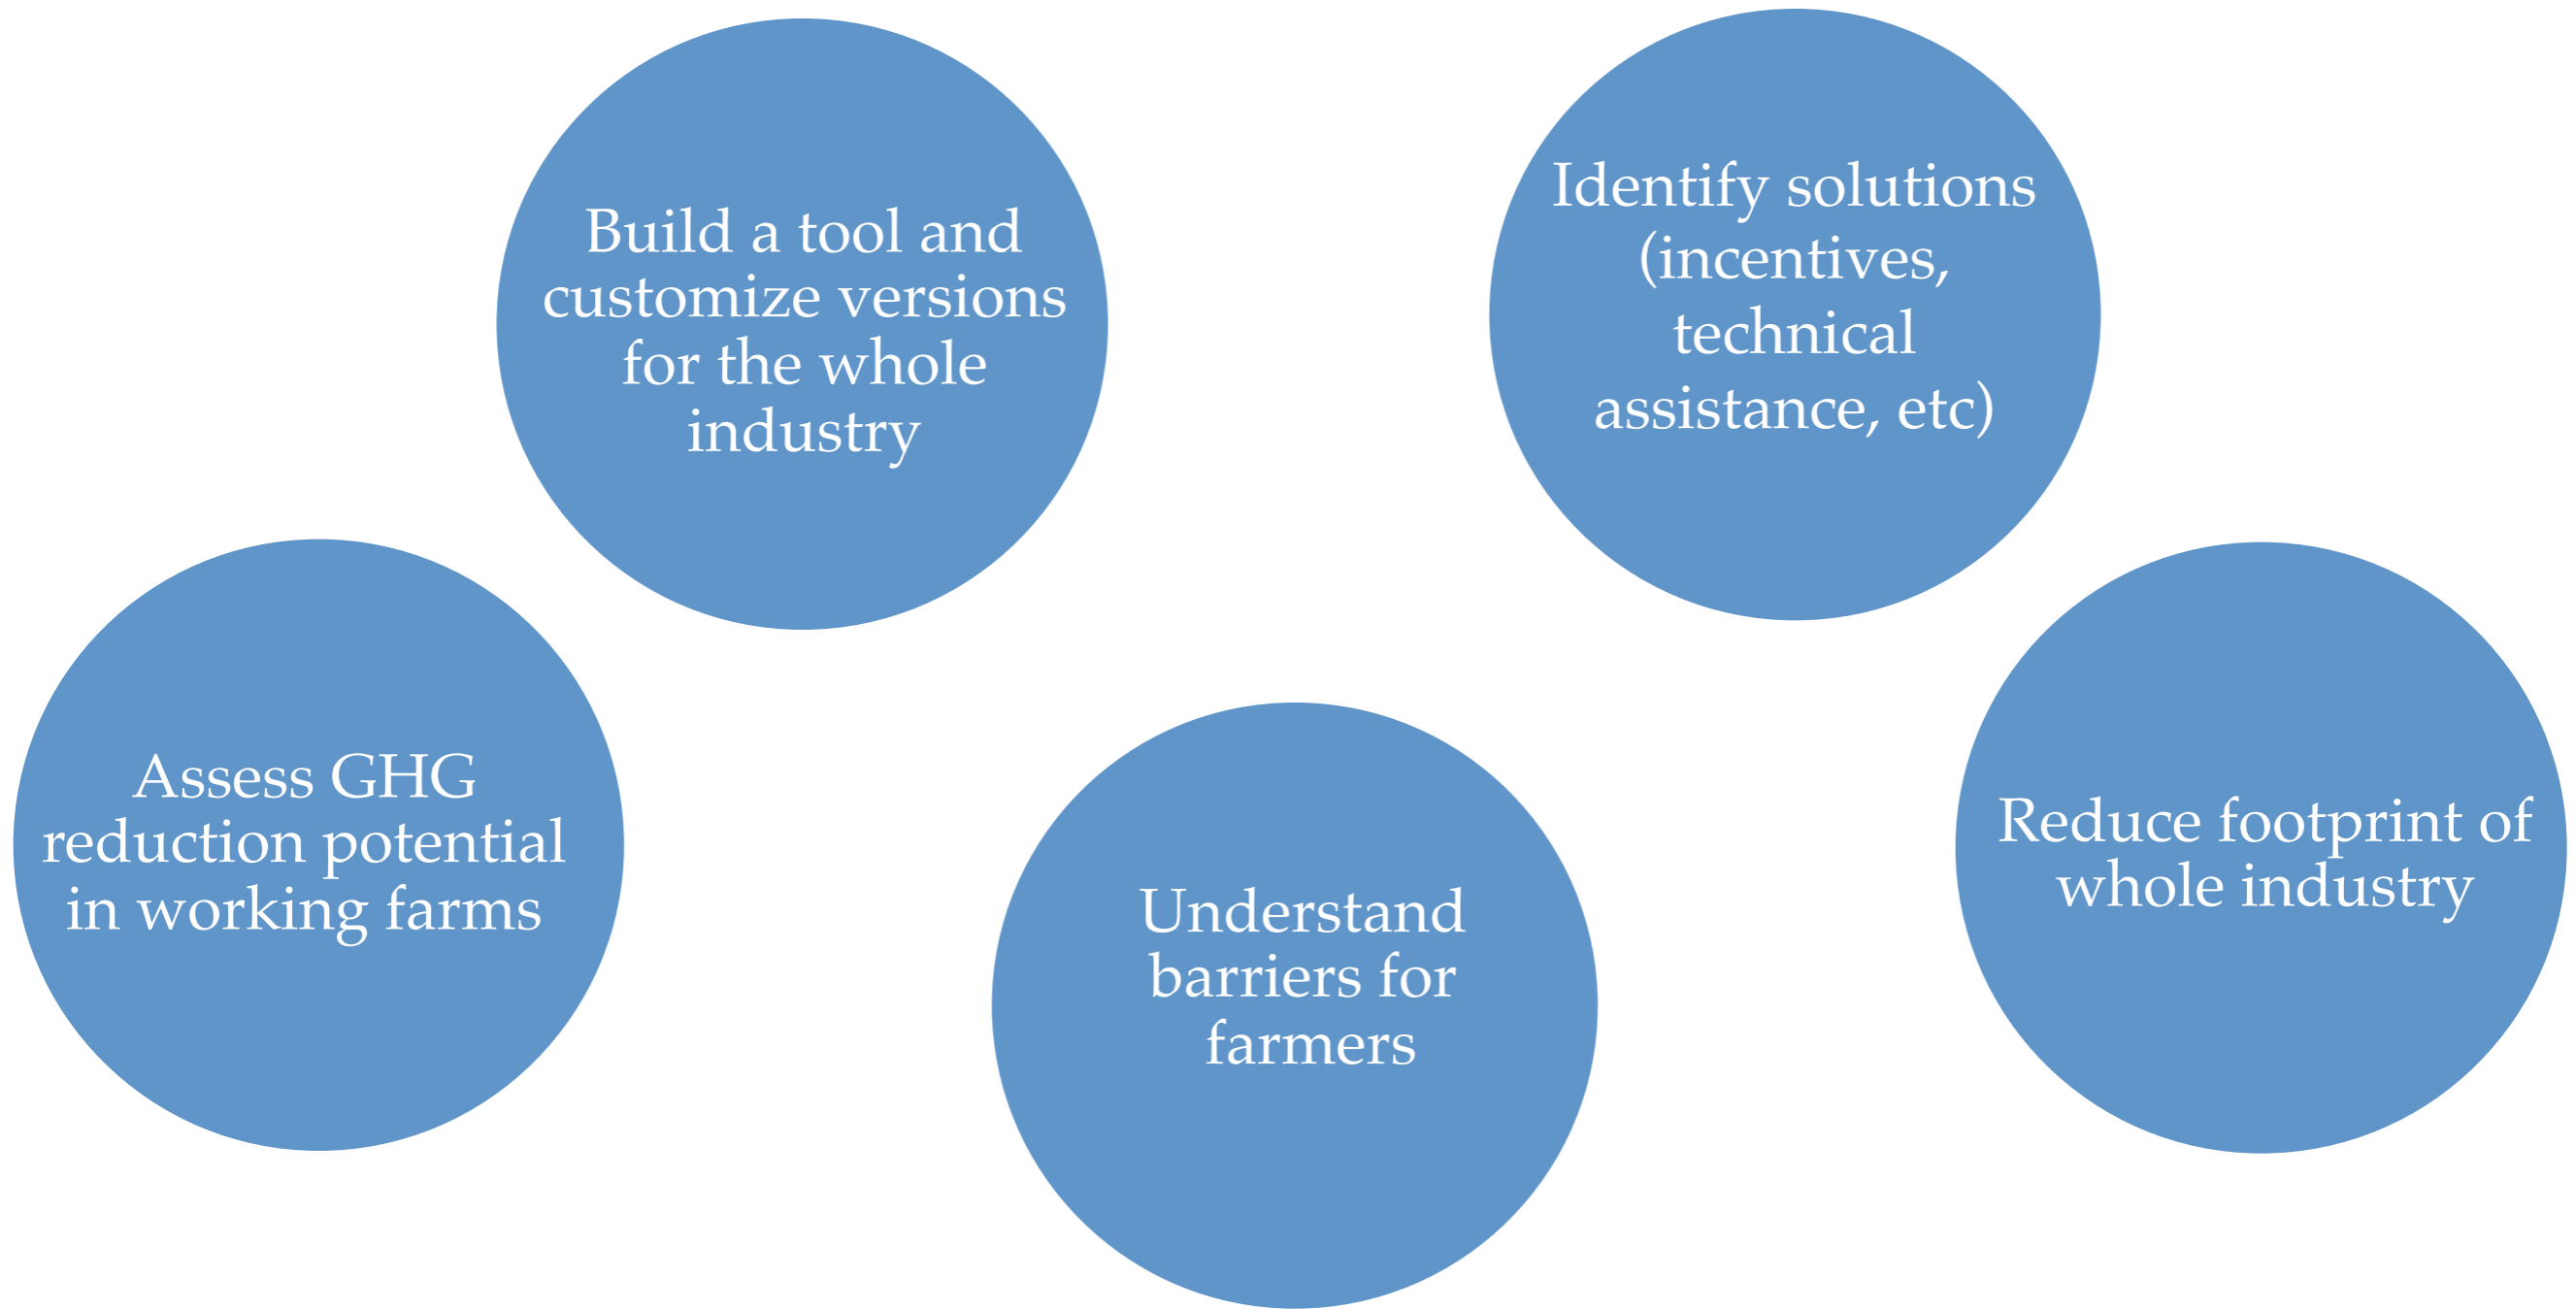 Assess GHG
reduction potential
in working farms
Build a tool and
customize versions
for the whole
industry
Understand
barriers for
farmers
Identify solutions
(incentives,
technical
assistance, etc)
Reduce footprint of
whole industry